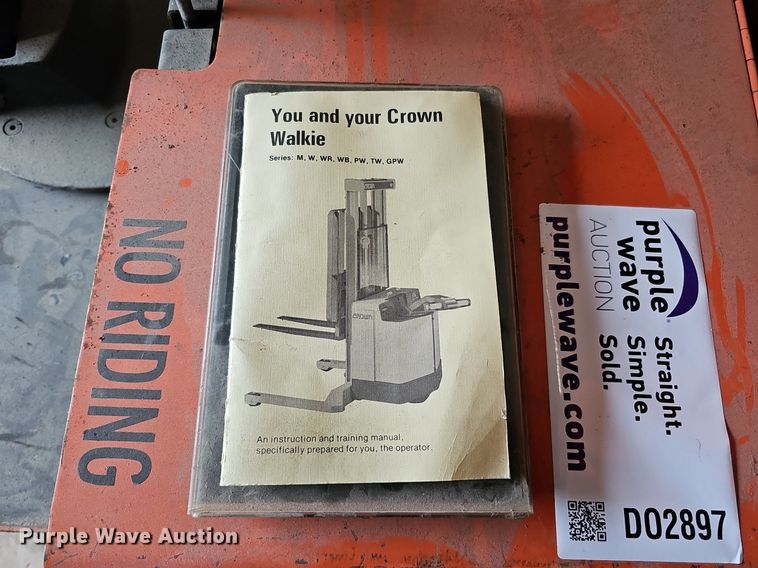 You and your Crown
Walkie
Series: M, W, WR, WB, PW, TW, GPW
CROWN
CROWN
An instruction and training manual,
specifically prepared for you, the operator.
NO RIDING
purple
wave
AUCTION
purplewave.com
Straight.
Simple.
Sold.
DO2897
Purple Wave Auction